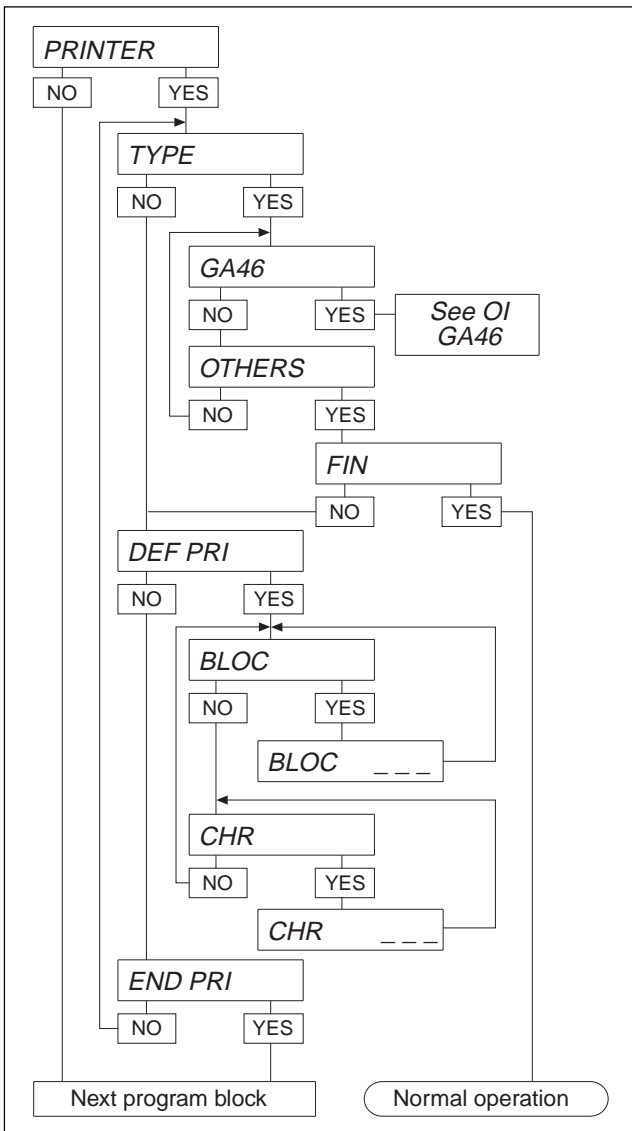 PRINTER
NO YES
TYPE
NO YES
GA46
NO YES See OI
GA46
OTHERS
NO YES
FIN
NO YES
DEF PRI
NO YES
BLOC
NO YES
BLOC _ _ _
CHR
NO YES
CHR _ _ _
END PRI
NO YES
Next program block Normal operation